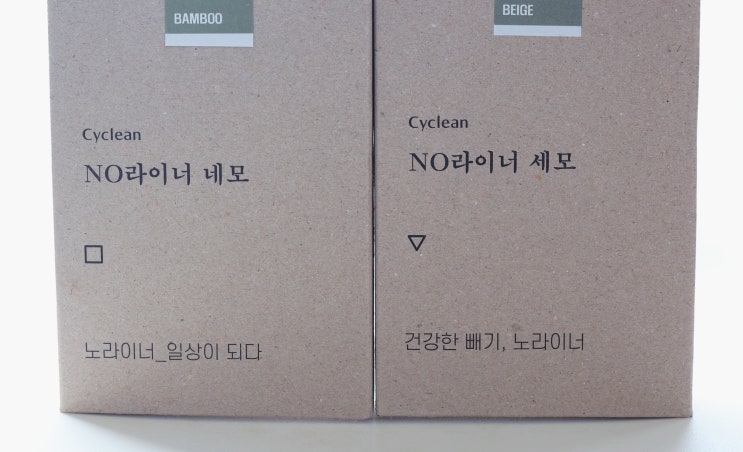 BAMBOO
Cyclean
NO라이너 네모
노라이너_일상이 되다
BEIGE
Cyclean
NO라이너 세모
건강한 빼기, 노라이너